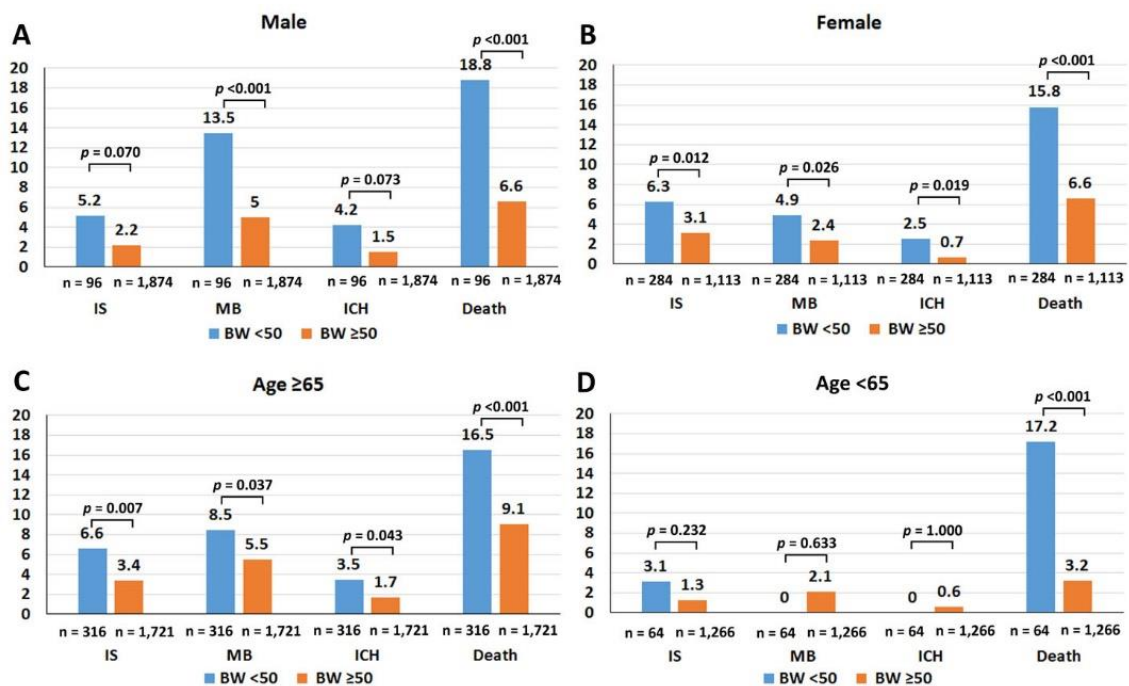 A
Male
20
18
16
14
12
10
8
6
4
2
0
p = 0.070
5.2
2.2
p <0.001
13.5
5
p = 0.073
4.2
1.5
p <0.001
18.8
6.6
n = 96 n = 1,874 n = 96 n = 1,874 n = 96 n = 1,874 n = 96 n = 1,874
IS MB ICH Death
BW <50 BW ≥50
B
Female
20
18
16
14
12
10
8
6
4
2
0
p = 0.012
6.3
3.1
p = 0.026
4.9
2.4
p = 0.019
2.5
0.7
p <0.001
15.8
6.6
n = 284 n = 1,113 n = 284 n = 1,113 n = 284 n = 1,113 n = 284 n = 1,113
IS MB ICH Death
BW <50 BW ≥50
C
Age ≥65
20
18
16
14
12
10
8
6
4
2
0
p = 0.007
6.6
3.4
p = 0.037
8.5
5.5
p = 0.043
3.5
1.7
p <0.001
16.5
9.1
n = 316 n = 1,721 n = 316 n = 1,721 n = 316 n = 1,721 n = 316 n = 1,721
IS MB ICH Death
BW <50 BW ≥50
D
Age <65
20
18
16
14
12
10
8
6
4
2
0
p = 0.232
3.1
1.3
p = 0.633
0
2.1
p = 1.000
0
0.6
p <0.001
17.2
3.2
n = 64 n = 1,266 n = 64 n = 1,266 n = 64 n = 1,266 n = 64 n = 1,266
IS MB ICH Death
BW <50 BW ≥50